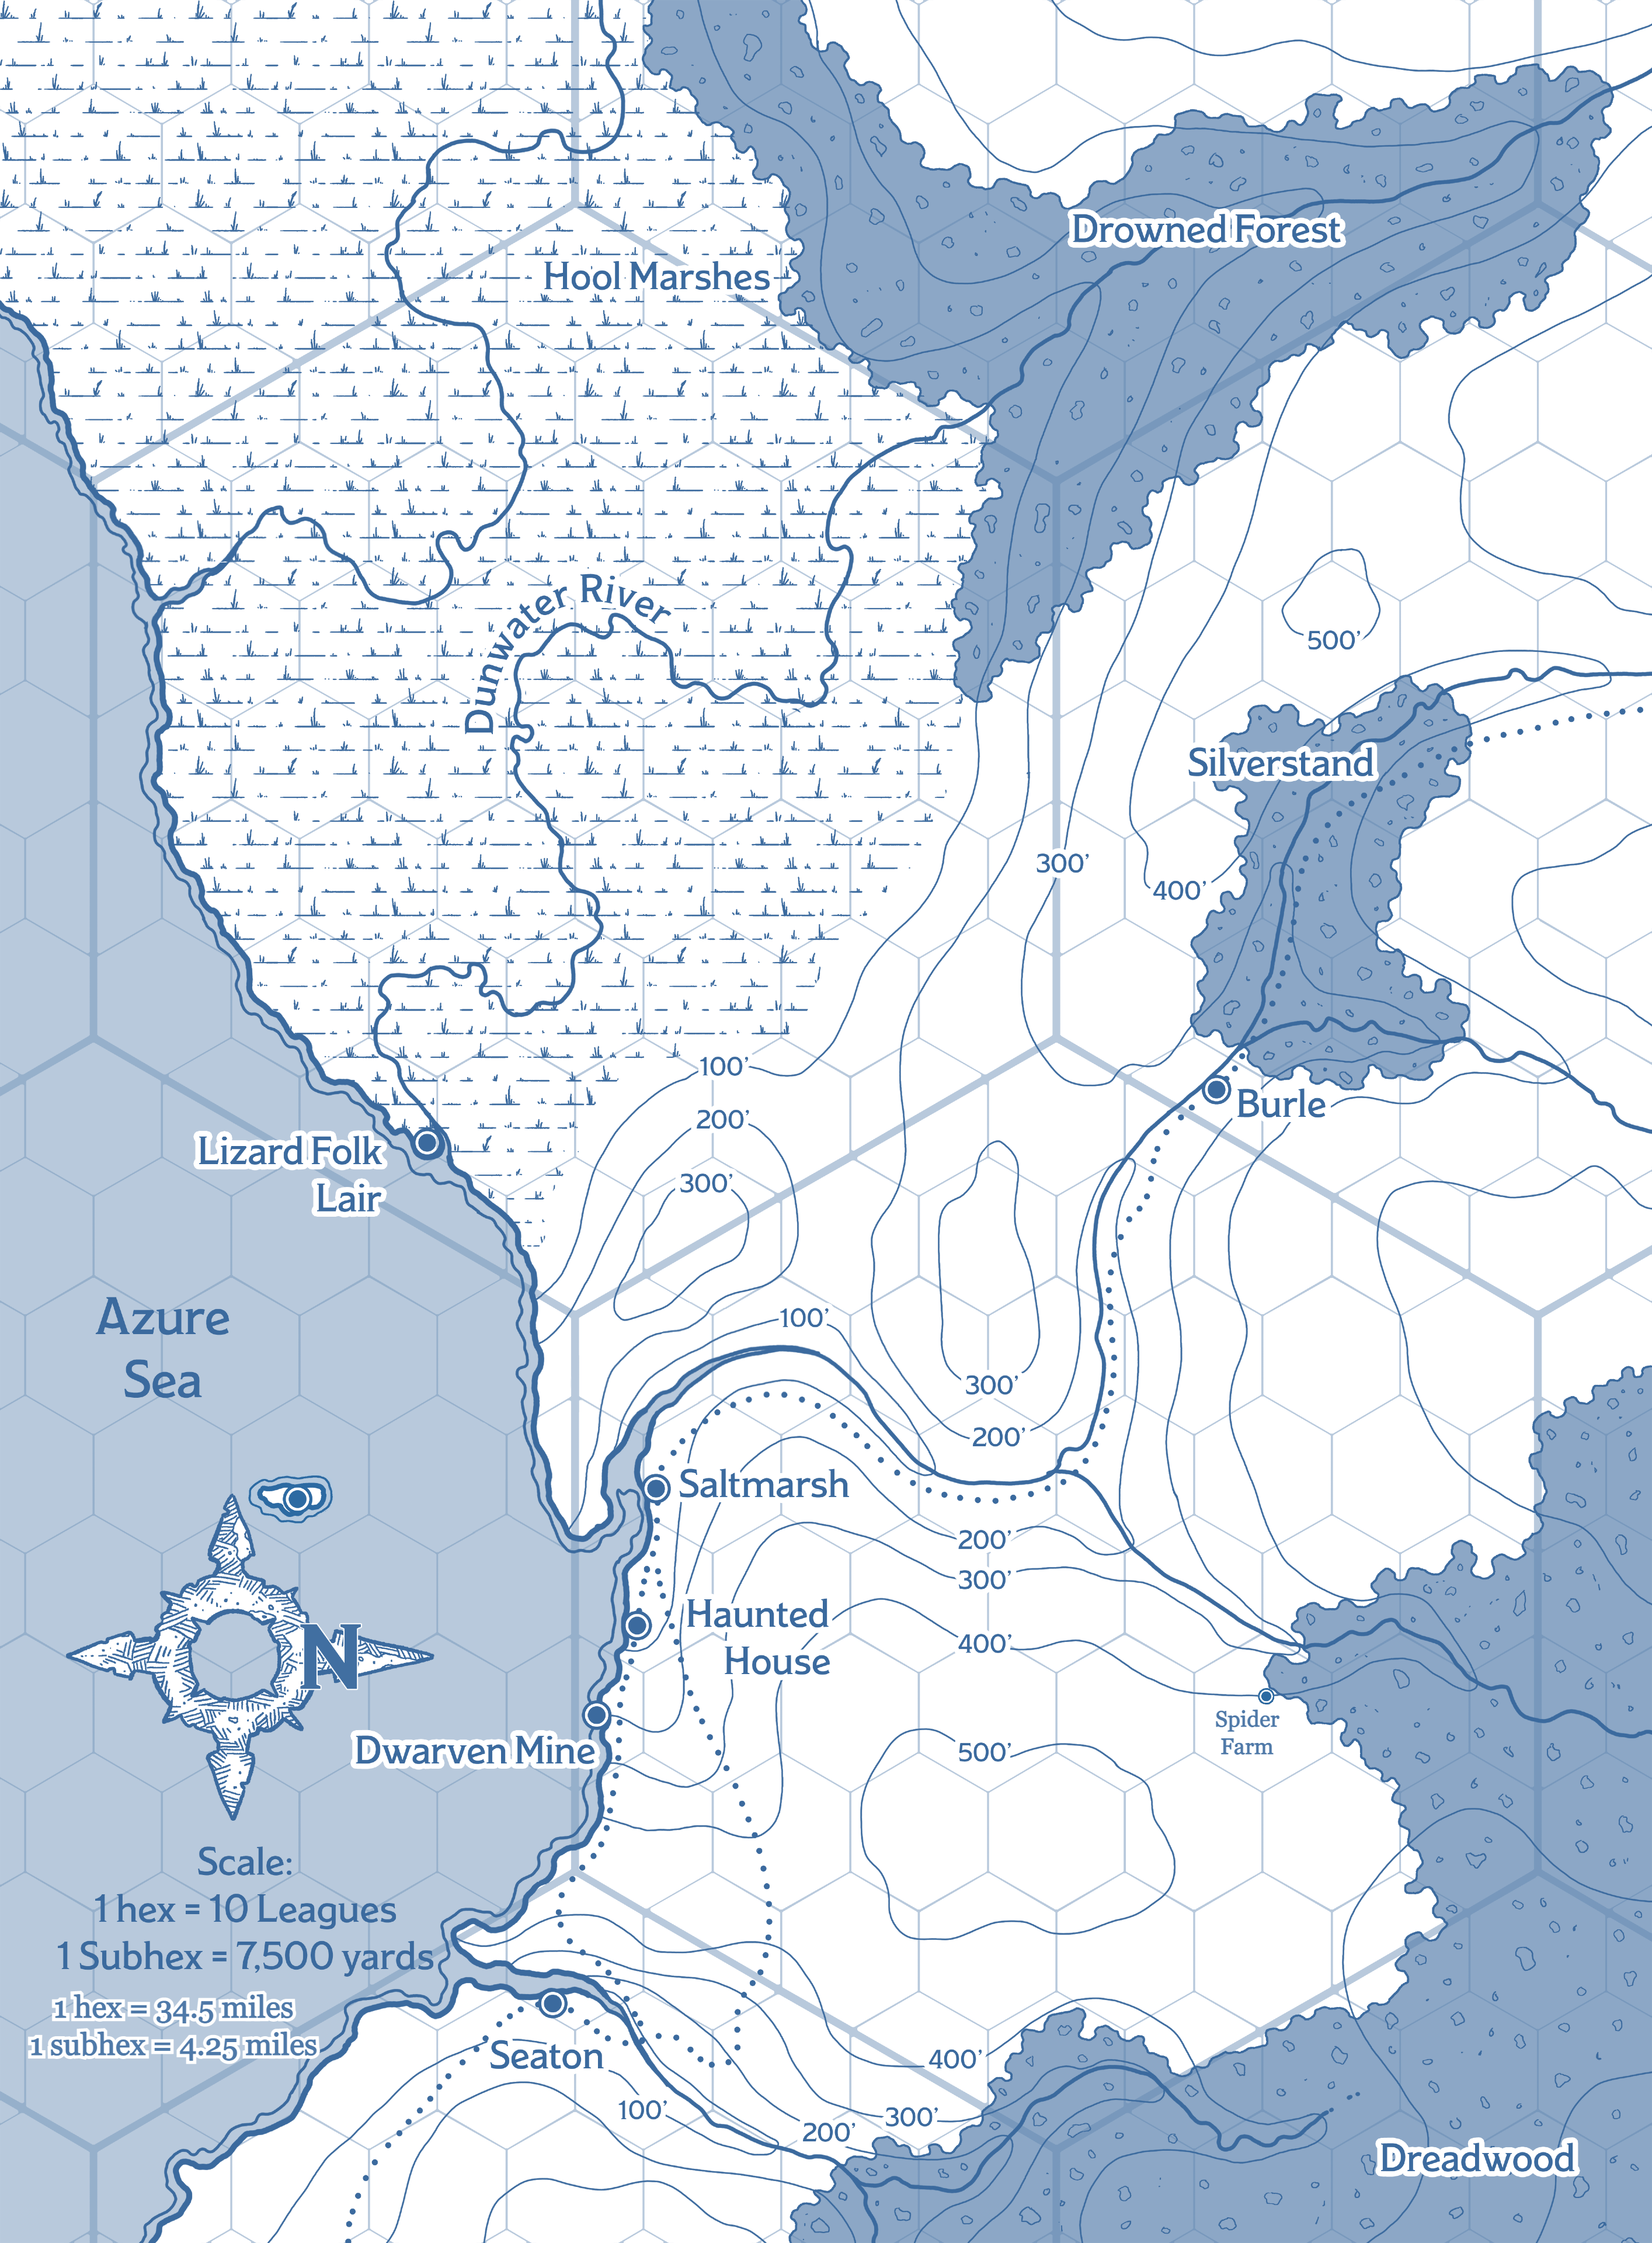 Drowned Forest
Hool Marshes
Dunwater River
500'
Silverstand
300'
400'
100'
Burle
200'
Lizard Folk
Lair
300'
Azure
Sea
100'
300'
200'
Saltmarsh
200'
300'
Haunted
House
400'
N
Spider
Farm
Dwarven Mine
500'
Scale:
1 hex = 10 Leagues
1 Subhex = 7,500 yards
1 hex = 34.5 miles
1 subhex = 4.25 miles
Seaton
400'
100'
300'
200'
Dreadwood